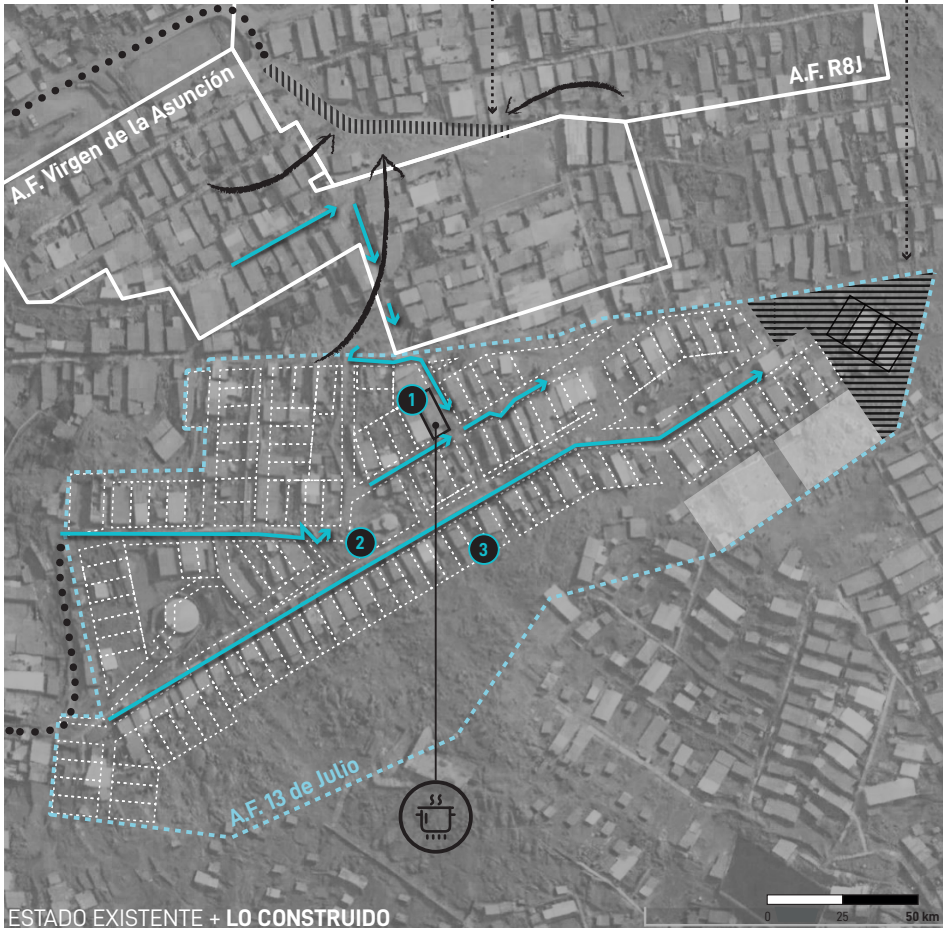 A.F. R8J
A.F. Virgen de la Asunción
1
2
3
A.F. 13 de Julio
ESTADO EXISTENTE + LO CONSTRUIDO
0 25 50 km